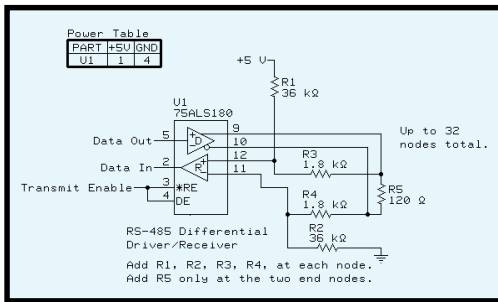 Power Table
PART +5V GND
U1 1 4
+5 V
R1
36 kΩ
U1
75ALS180
Data Out 5 + D - 9
10
Data In 2 R + 12
- 11
Transmit Enable 3 *RE
4 DE
R3
1.8 kΩ
R4
1.8 kΩ
R5
120 Ω
R2
36 kΩ
Up to 32
nodes total.
RS-485 Differential
Driver/Receiver
Add R1, R2, R3, R4, at each node.
Add R5 only at the two end nodes.